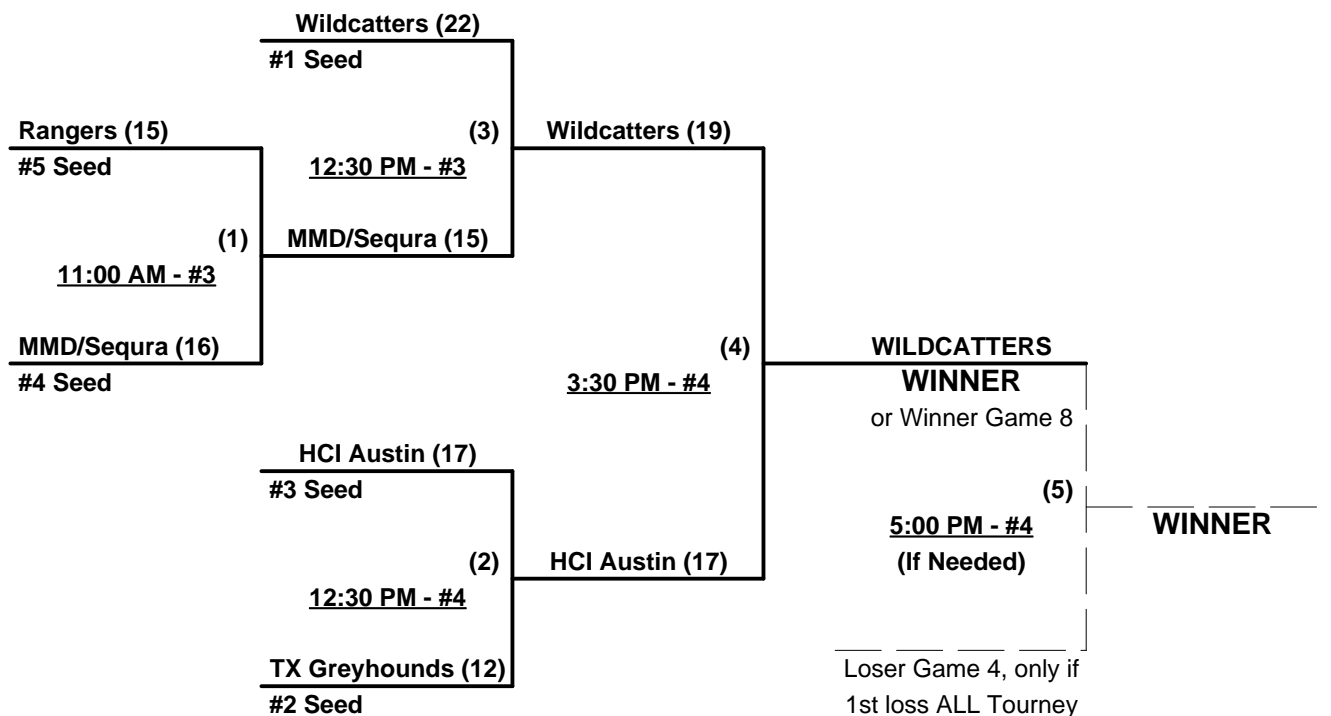 Wildcatters (22)
#1 Seed
Rangers (15)
#5 Seed
(3)
12:30 PM - #3
Wildcatters (19)
(1)
11:00 AM - #3
MMD/Sequra (15)
MMD/Sequra (16)
#4 Seed
(4)
3:30 PM - #4
WILDCATTERS
WINNER
or Winner Game 8
HCI Austin (17)
#3 Seed
(5)
5:00 PM - #4
(If Needed)
WINNER
(2)
12:30 PM - #4
HCI Austin (17)
TX Greyhounds (12)
#2 Seed
Loser Game 4, only if
1st loss ALL Tourney